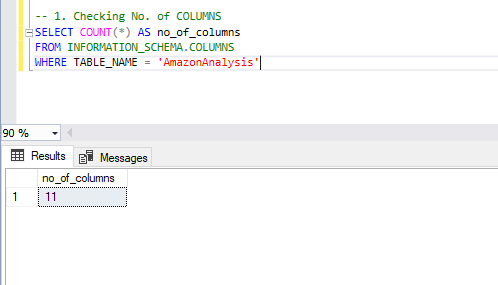 -- 1. Checking No. of COLUMNS
SELECT COUNT(*) AS no_of_columns
FROM INFORMATION_SCHEMA.COLUMNS
WHERE TABLE_NAME = 'AmazonAnalysis'
90 %
Results Messages
no_of_columns
1 11